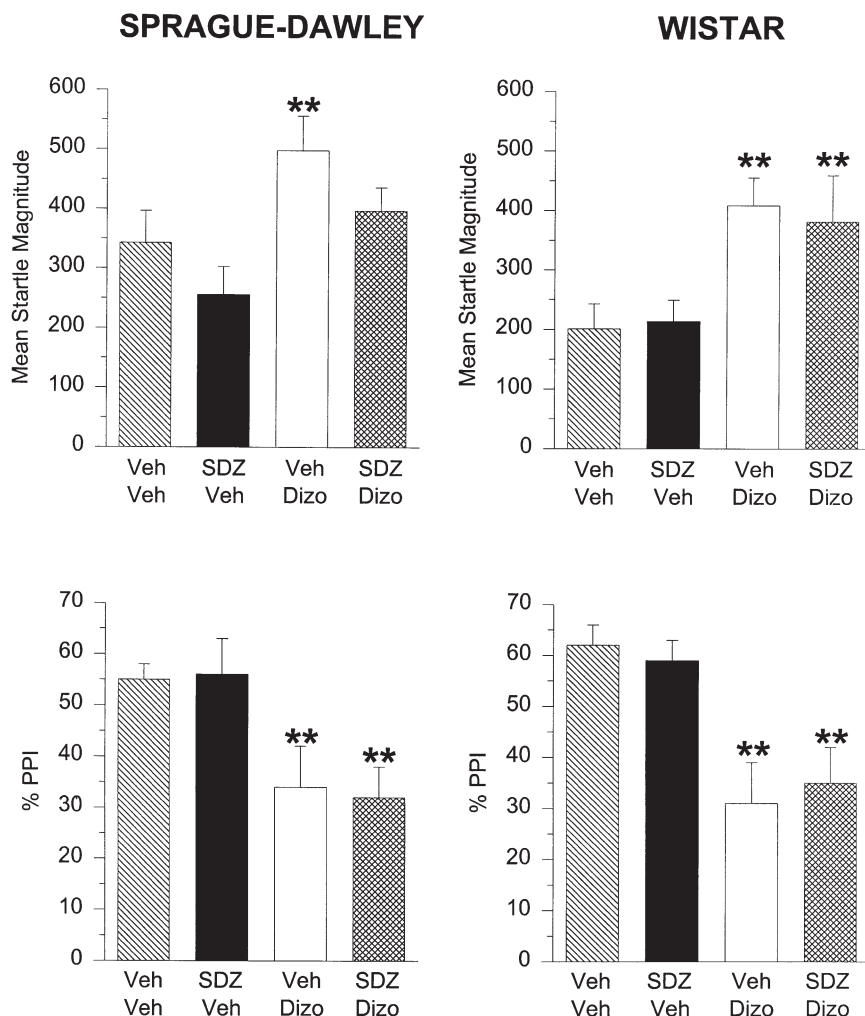 SPRAGUE-DAWLEY
WISTAR
Mean Startle Magnitude
600
500
400
300
200
100
0
**
Veh SDZ Veh SDZ
Veh Veh Dizo Dizo
Mean Startle Magnitude
600
500
400
300
200
100
0
** **
Veh SDZ Veh SDZ
Veh Veh Dizo Dizo
% PPI
70
60
50
40
30
20
10
0
** **
Veh SDZ Veh SDZ
Veh Veh Dizo Dizo
% PPI
70
60
50
40
30
20
10
0
** **
Veh SDZ Veh SDZ
Veh Veh Dizo Dizo